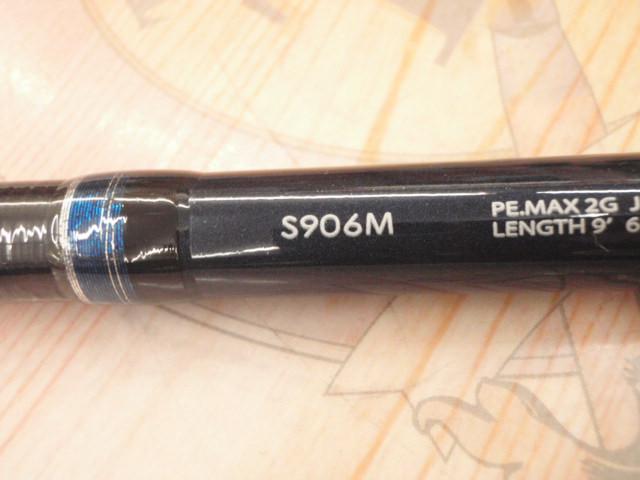 S906M
PE.MAX 2G J
LENGTH 9' 6